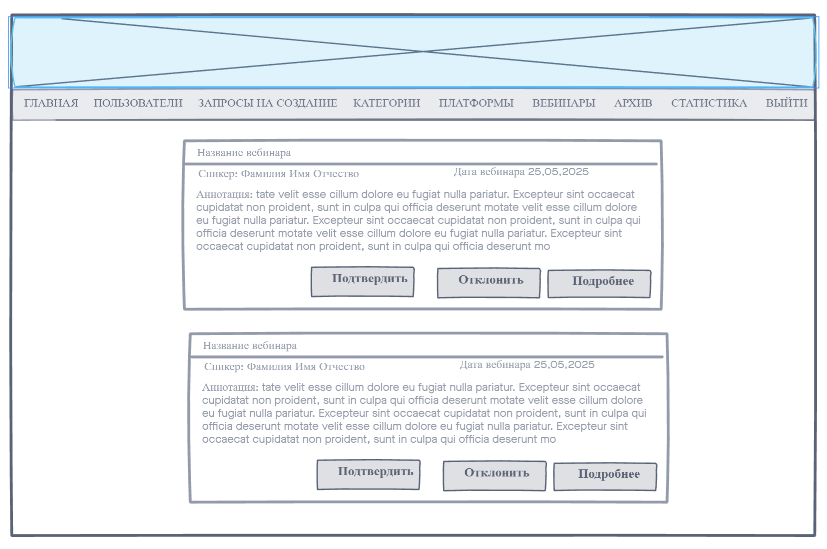 ГЛАВНАЯ ПОЛЬЗОВАТЕЛИ ЗАПРОСЫ НА СОЗДАНИЕ КАТЕГОРИИ ПЛАТФОРМЫ ВЕБИНАРЫ АРХИВ СТАТИСТИКА ВЫЙТИ
Название вебинара
Спикер: Фамилия Имя Отчество Дата вебинара 25.05.2025
Аннотация: tate velit esse cillum dolore eu fugiat nulla pariatur. Excepteur sint occaecat
cupidatat non proident, sunt in culpa qui officia deserunt motate velit esse cillum dolore
eu fugiat nulla pariatur. Excepteur sint occaecat cupidatat non proident, sunt in culpa qui
officia deserunt motate velit esse cillum dolore eu fugiat nulla pariatur. Excepteur sint
occaecat cupidatat non proident, sunt in culpa qui officia deserunt mo
Подтвердить Отклонить Подробнее
Название вебинара
Спикер: Фамилия Имя Отчество Дата вебинара 25.05.2025
Аннотация: tate velit esse cillum dolore eu fugiat nulla pariatur. Excepteur sint occaecat
cupidatat non proident, sunt in culpa qui officia deserunt motate velit esse cillum dolore
eu fugiat nulla pariatur. Excepteur sint occaecat cupidatat non proident, sunt in culpa qui
officia deserunt motate velit esse cillum dolore eu fugiat nulla pariatur. Excepteur sint
occaecat cupidatat non proident, sunt in culpa qui officia deserunt mo
Подтвердить Отклонить Подробнее